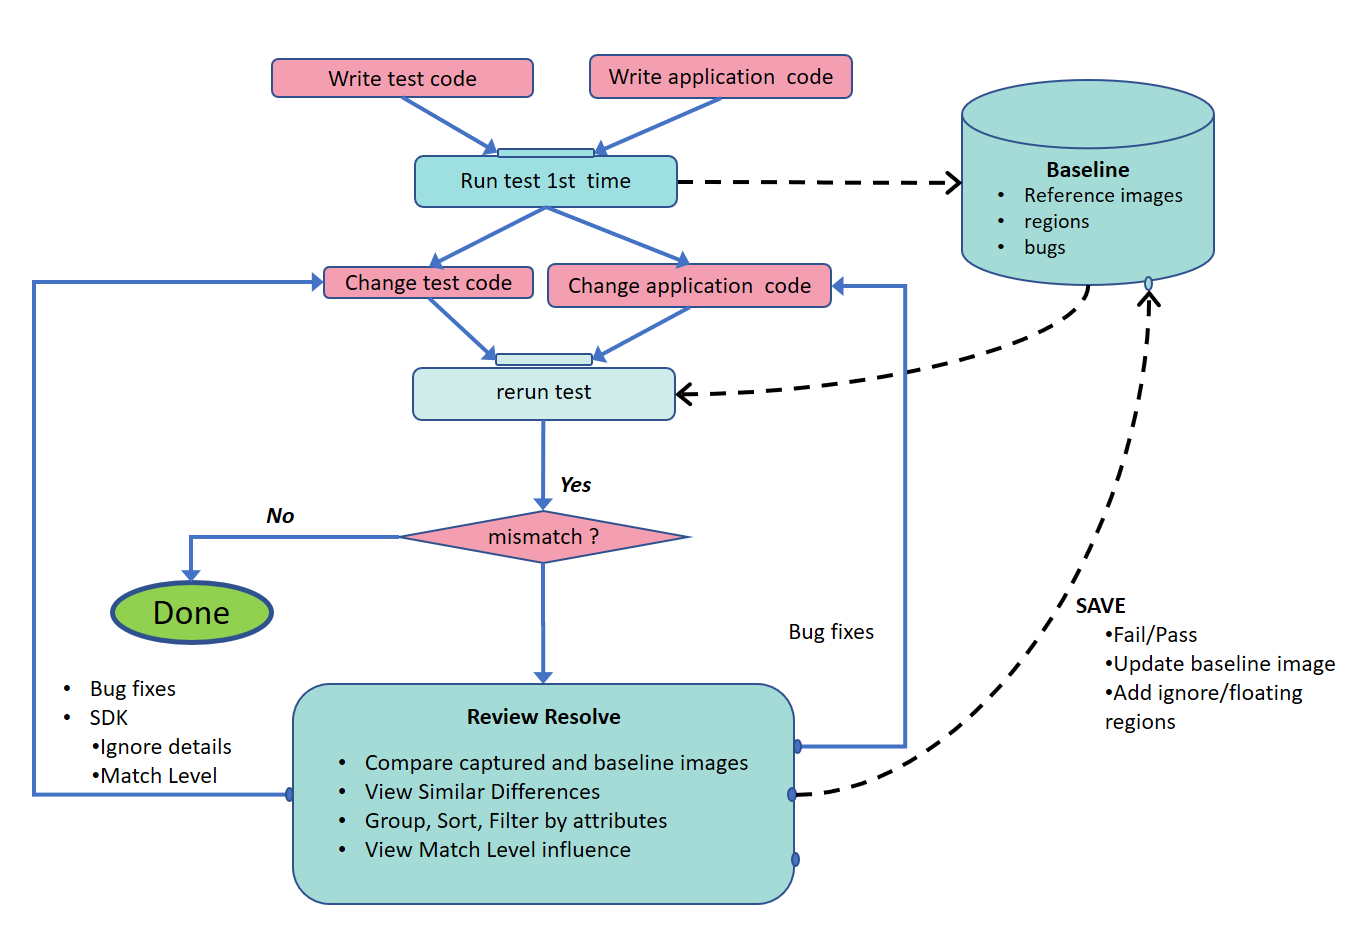 Write test code
Write application code
Run test 1st time
Baseline
• Reference images
• regions
• bugs
Change test code
Change application code
rerun test
Yes
No
mismatch ?
Done
Bug fixes
SAVE
•Fail/Pass
•Update baseline image
•Add ignore/floating
regions
• Bug fixes
• SDK
•Ignore details
•Match Level
Review Resolve
• Compare captured and baseline images
• View Similar Differences
• Group, Sort, Filter by attributes
• View Match Level influence